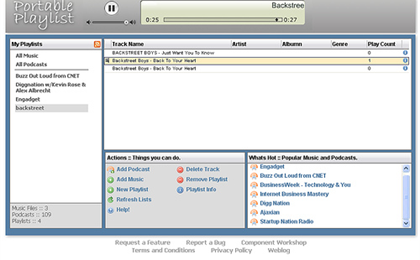 Portable
Playlist
Backstree
0:25
0:27
My Playlists
All Music
All Podcasts
Buzz Out Loud from CNET
Diggnation w/Kevin Rose &
Alex Albrecht
Engadget
backstreet
Music Files :: 3
Podcasts :: 109
Playlists :: 4
Track Name Artist Album Genre Play Count
BACKSTREET BOYS - Just Want You To Know 0
Backstreet Boys - Back To Your Heart 1
Backstreet Boys - Back To Your Heart 0
Actions :: Things you can do.
Add Podcast Delete Track
Add Music Remove Playlist
New Playlist Playlist Info
Refresh Lists
Help!
Whats Hot :: Popular Music and Podcasts.
Engadget
Buzz Out Loud from CNET
BusinessWeek - Technology & You
Internet Business Mastery
Digg Nation
Ajaxian
Startup Nation Radio
Request a Feature Report a Bug Component Workshop
Terms and Conditions Privacy Policy Weblog